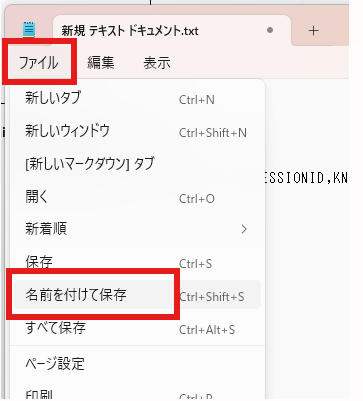 新規 テキスト ドキュメント.txt
ファイル 編集 表示
新しいタブ Ctrl+N
新しいウィンドウ Ctrl+Shift+N
[新しいマークダウン] タブ
開く Ctrl+O
ESSIONID,KN
新着順
保存 Ctrl+S
名前を付けて保存 Ctrl+Shift+S
すべて保存 Ctrl+Alt+S
ページ設定
印刷 Ctrl+P